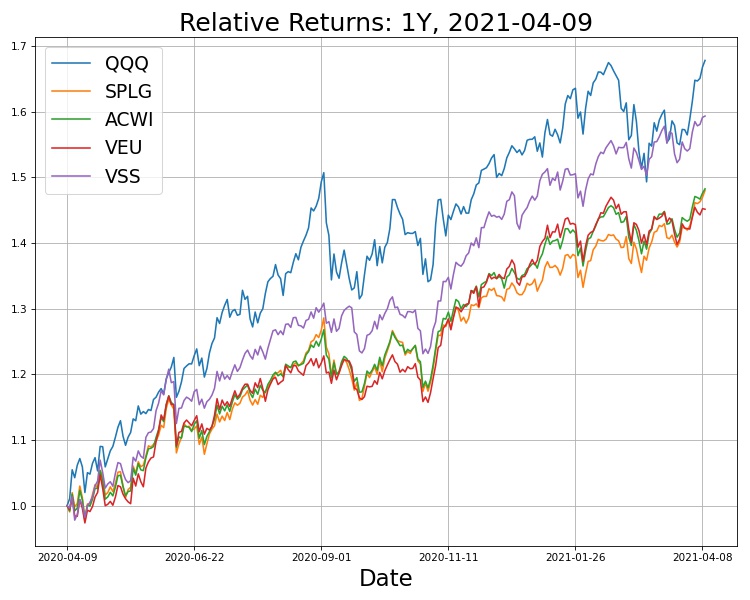 Relative Returns: 1Y, 2021-04-09
1.7
1.6
1.5
1.4
1.3
1.2
1.1
1.0
QQQ
SPLG
ACWI
VEU
VSS
2020-04-09 2020-06-22 2020-09-01 2020-11-11 2021-01-26 2021-04-08
Date